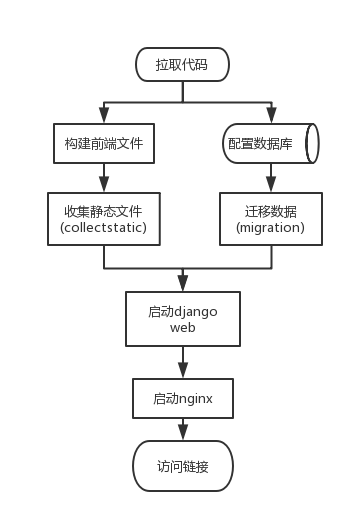 拉取代码
构建前端文件
配置数据库
收集静态文件
(collectstatic)
迁移数据
(migration)
启动django
web
启动nginx
访问链接